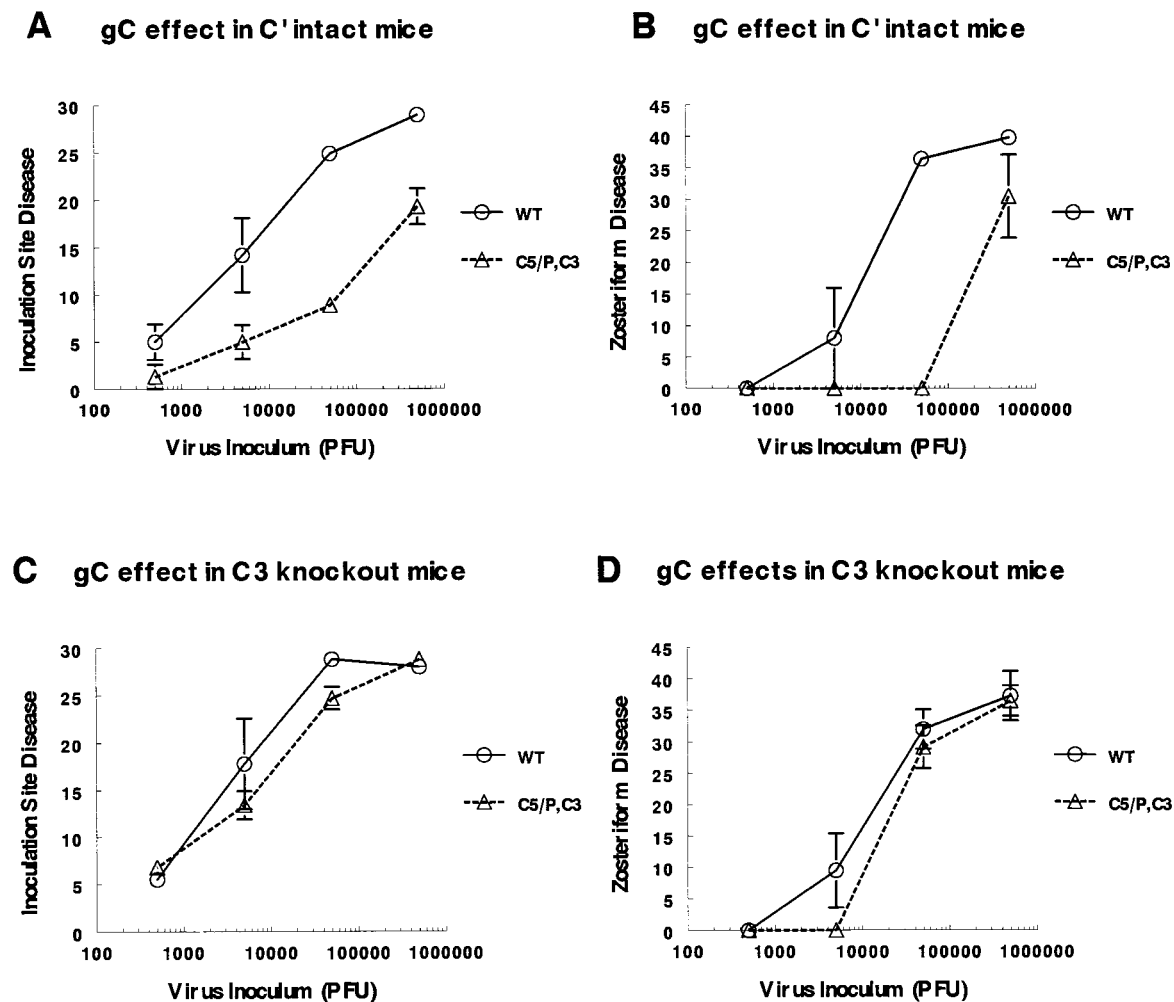 A gC effect in C' intact mice
Inoculation Site Disease
30
25
20
15
10
5
0
100 1000 10000 100000 1000000
Virus Inoculum (PFU)
WT
C5/P,C3
B gC effect in C' intact mice
Zosteriform Disease
45
40
35
30
25
20
15
10
5
0
100 1000 10000 100000 1000000
Virus Inoculum (PFU)
WT
C5/P,C3
C gC effect in C3 knockout mice
Inoculation Site Disease
30
25
20
15
10
5
0
100 1000 10000 100000 1000000
Virus Inoculum (PFU)
WT
C5/P,C3
D gC effects in C3 knockout mice
Zosteriform Disease
45
40
35
30
25
20
15
10
5
0
100 1000 10000 100000 1000000
Virus Inoculum (PFU)
WT
C5/P,C3